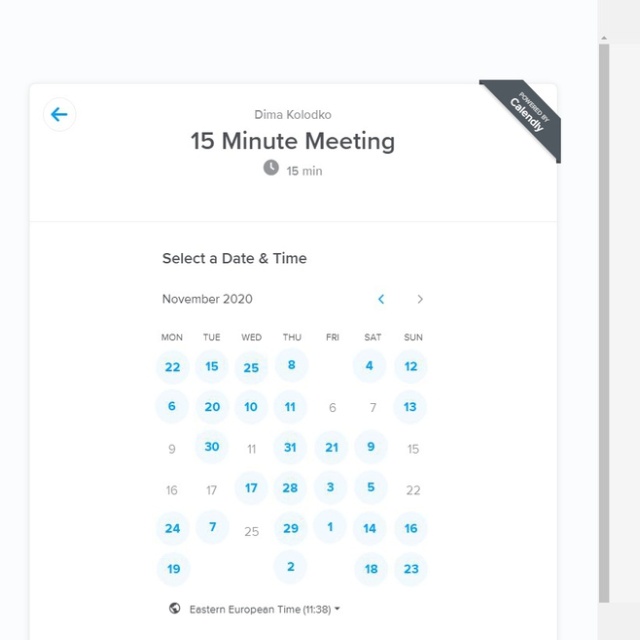 POWERED BY
Calendly
Dima Kolodko
15 Minute Meeting
15 min
Select a Date & Time
November 2020
MON TUE WED THU FRI SAT SUN
22 15 25 8 4 12
6 20 10 11 6 7 13
9 30 11 31 21 9 15
16 17 17 28 3 5 22
24 7 25 29 1 14 16
19 2 18 23
Eastern European Time (11:38)